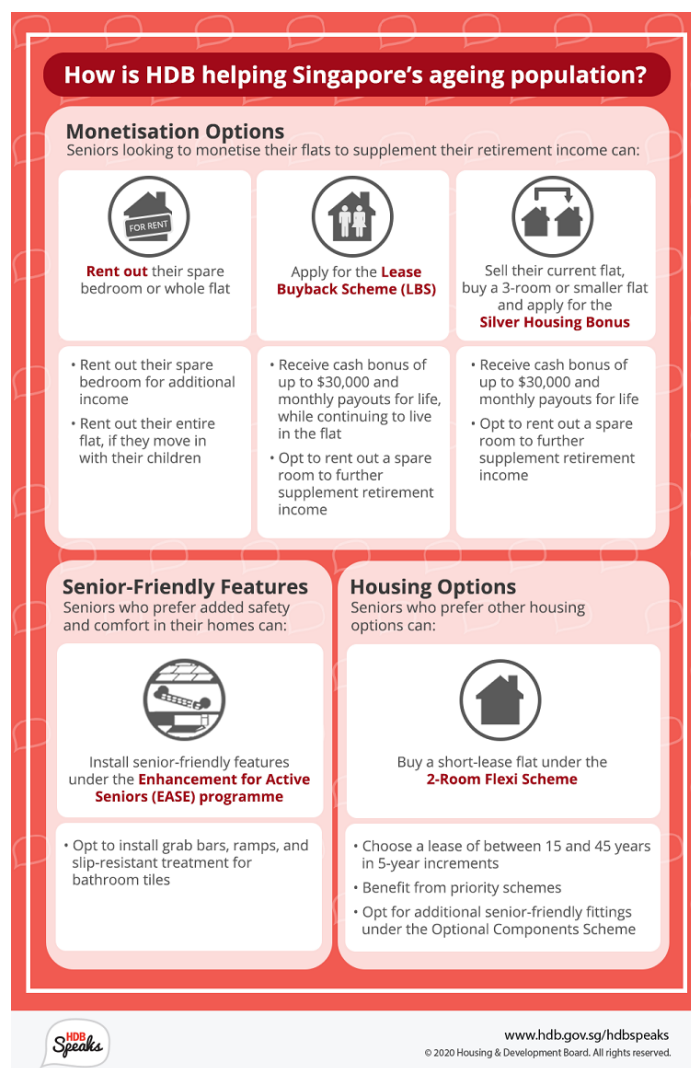 How is HDB helping Singapore's ageing population?
Monetisation Options
Seniors looking to monetise their flats to supplement their retirement income can:
FOR RENT
Rent out their spare
bedroom or whole flat
• Rent out their spare
bedroom for additional
income
• Rent out their entire
flat, if they move in
with their children
Apply for the Lease
Buyback Scheme (LBS)
• Receive cash bonus of
up to $30,000 and
monthly payouts for life,
while continuing to live
in the flat
• Opt to rent out a spare
room to further
supplement retirement
income
Sell their current flat,
buy a 3-room or smaller flat
and apply for the
Silver Housing Bonus
• Receive cash bonus of
up to $30,000 and
monthly payouts for life
• Opt to rent out a spare
room to further
supplement retirement
income
Senior-Friendly Features
Seniors who prefer added safety
and comfort in their homes can:
Install senior-friendly features
under the Enhancement for Active
Seniors (EASE) programme
• Opt to install grab bars, ramps, and
slip-resistant treatment for
bathroom tiles
Housing Options
Seniors who prefer other housing
options can:
Buy a short-lease flat under the
2-Room Flexi Scheme
• Choose a lease of between 15 and 45 years
in 5-year increments
• Benefit from priority schemes
• Opt for additional senior-friendly fittings
under the Optional Components Scheme
HDB
Speaks
www.hdb.gov.sg/hdbspeaks
© 2020 Housing & Development Board. All rights reserved.